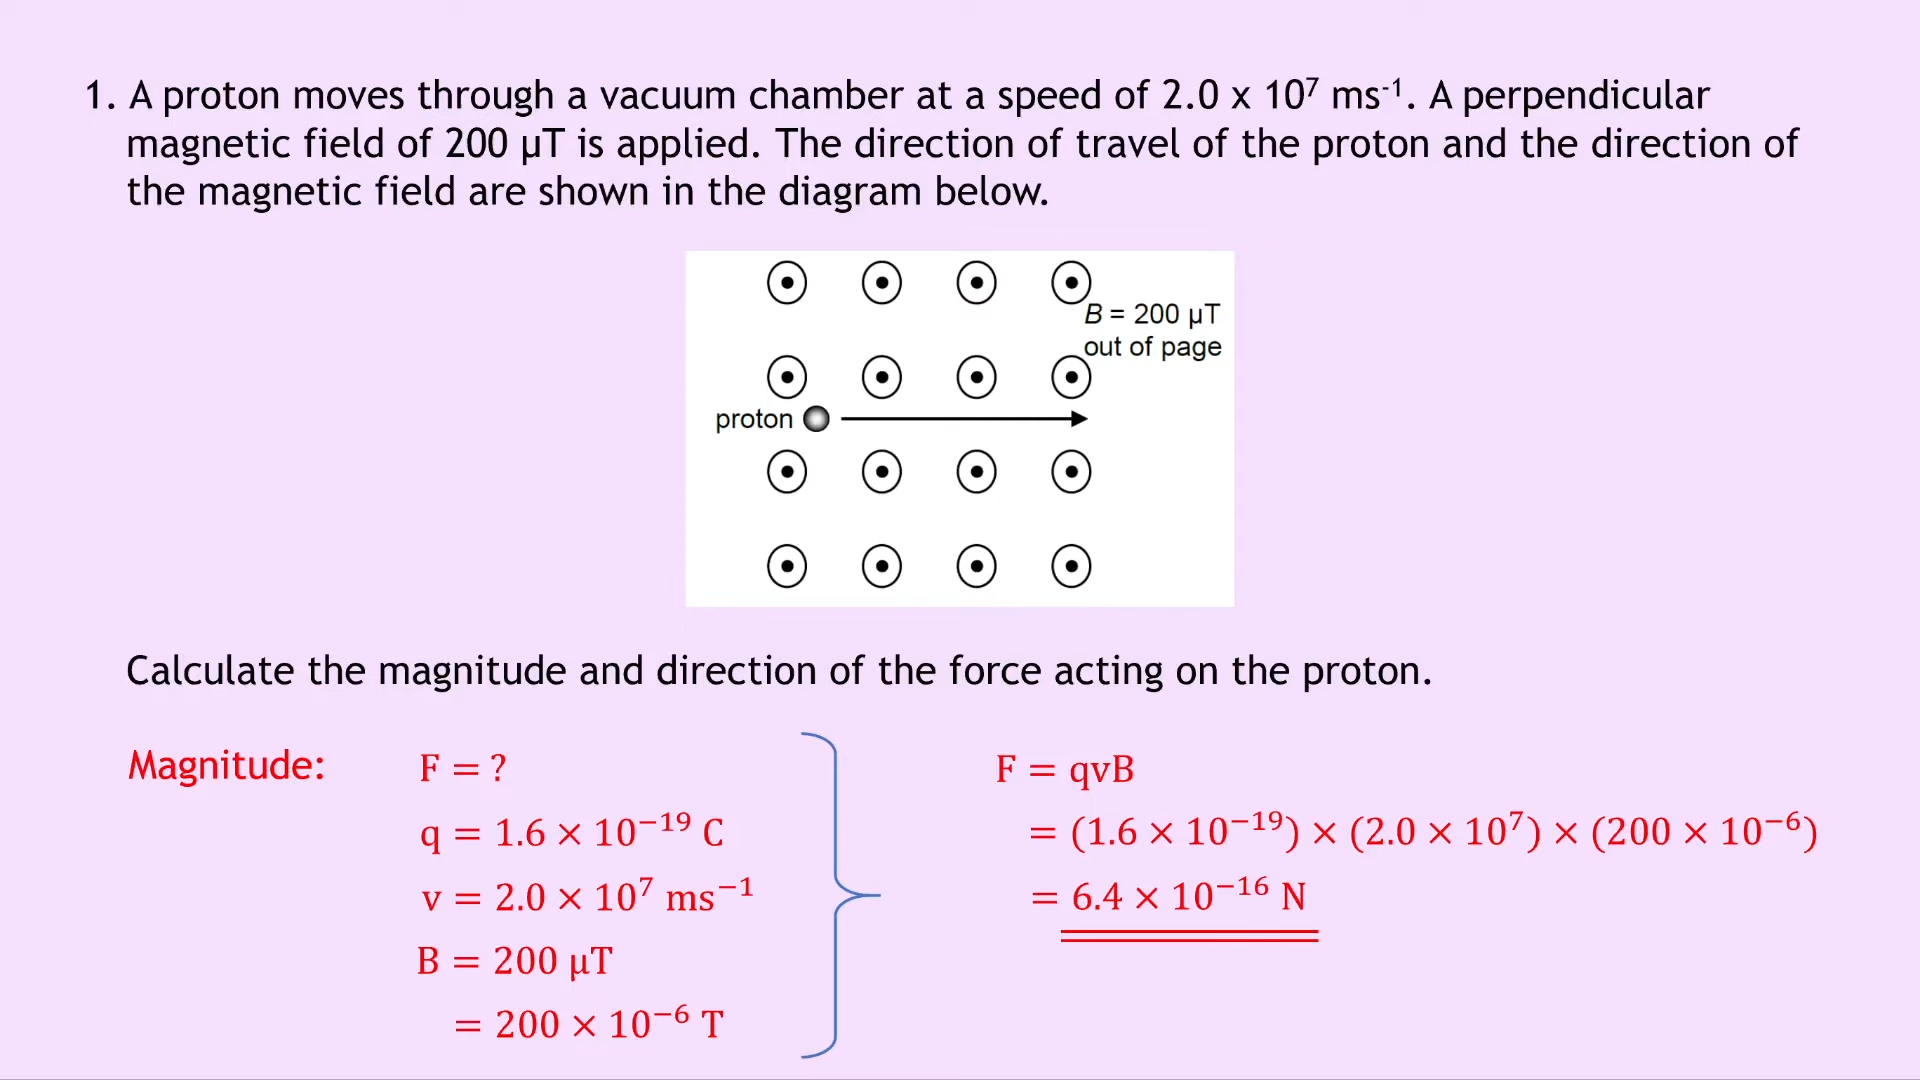 1. A proton moves through a vacuum chamber at a speed of 2.0 x 10⁷ ms⁻¹. A perpendicular
magnetic field of 200 µT is applied. The direction of travel of the proton and the direction of
the magnetic field are shown in the diagram below.
B = 200 µT
out of page
proton
Calculate the magnitude and direction of the force acting on the proton.
Magnitude:
F = ?
q = 1.6 × 10⁻¹⁹ C
v = 2.0 × 10⁷ ms⁻¹
B = 200 µT
= 200 × 10⁻⁶ T
F = qvB
= (1.6 × 10⁻¹⁹) × (2.0 × 10⁷) × (200 × 10⁻⁶)
= 6.4 × 10⁻¹⁶ N